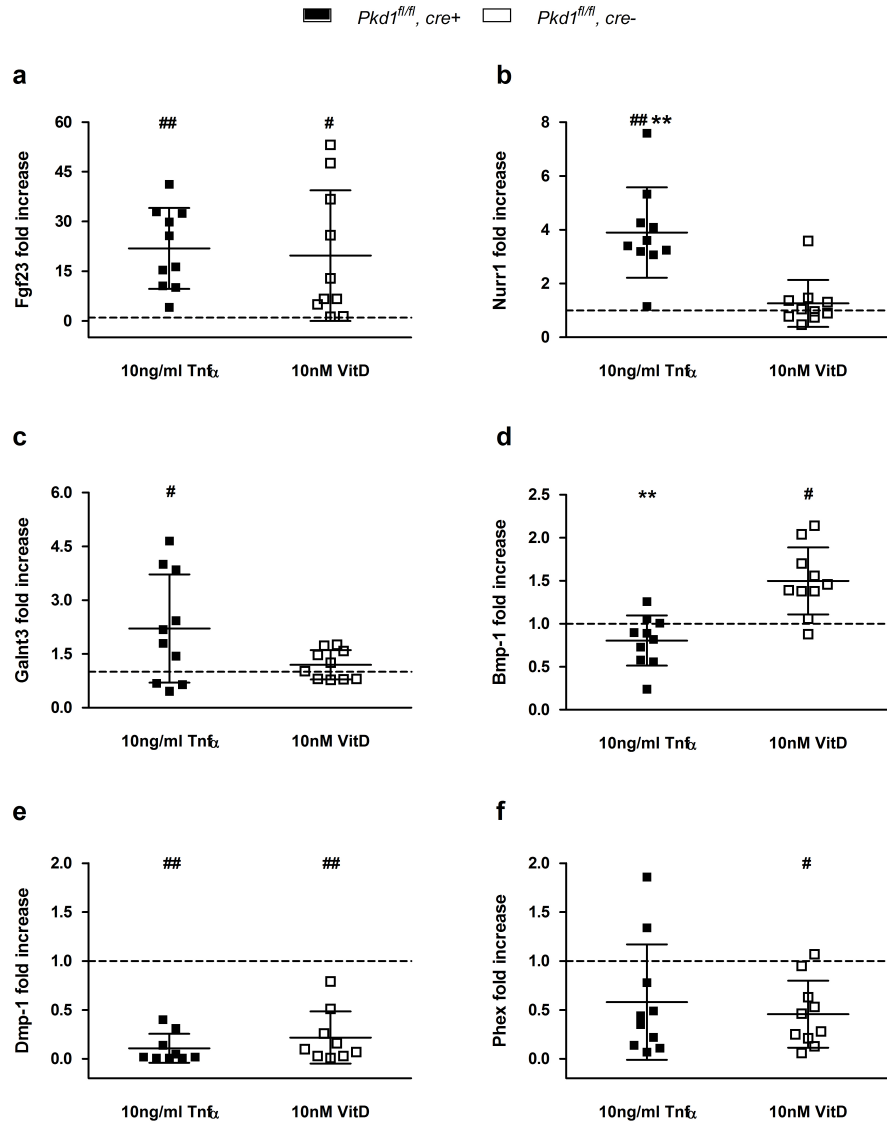 Pkd1fl/fl, cre+ Pkd1fl/fl, cre-
a
Fgf23 fold increase
60
45
30
15
0
## #
10ng/ml Tnfα 10nM VitD
b
Nurr1 fold increase
8
6
4
2
0
## **
10ng/ml Tnfα 10nM VitD
c
Galnt3 fold increase
6.0
4.5
3.0
1.5
0.0
#
10ng/ml Tnfα 10nM VitD
d
Bmp-1 fold increase
2.5
2.0
1.5
1.0
0.5
0.0
** #
10ng/ml Tnfα 10nM VitD
e
Dmp-1 fold increase
2.0
1.5
1.0
0.5
0.0
## ##
10ng/ml Tnfα 10nM VitD
f
Phex fold increase
2.0
1.5
1.0
0.5
0.0
#
10ng/ml Tnfα 10nM VitD